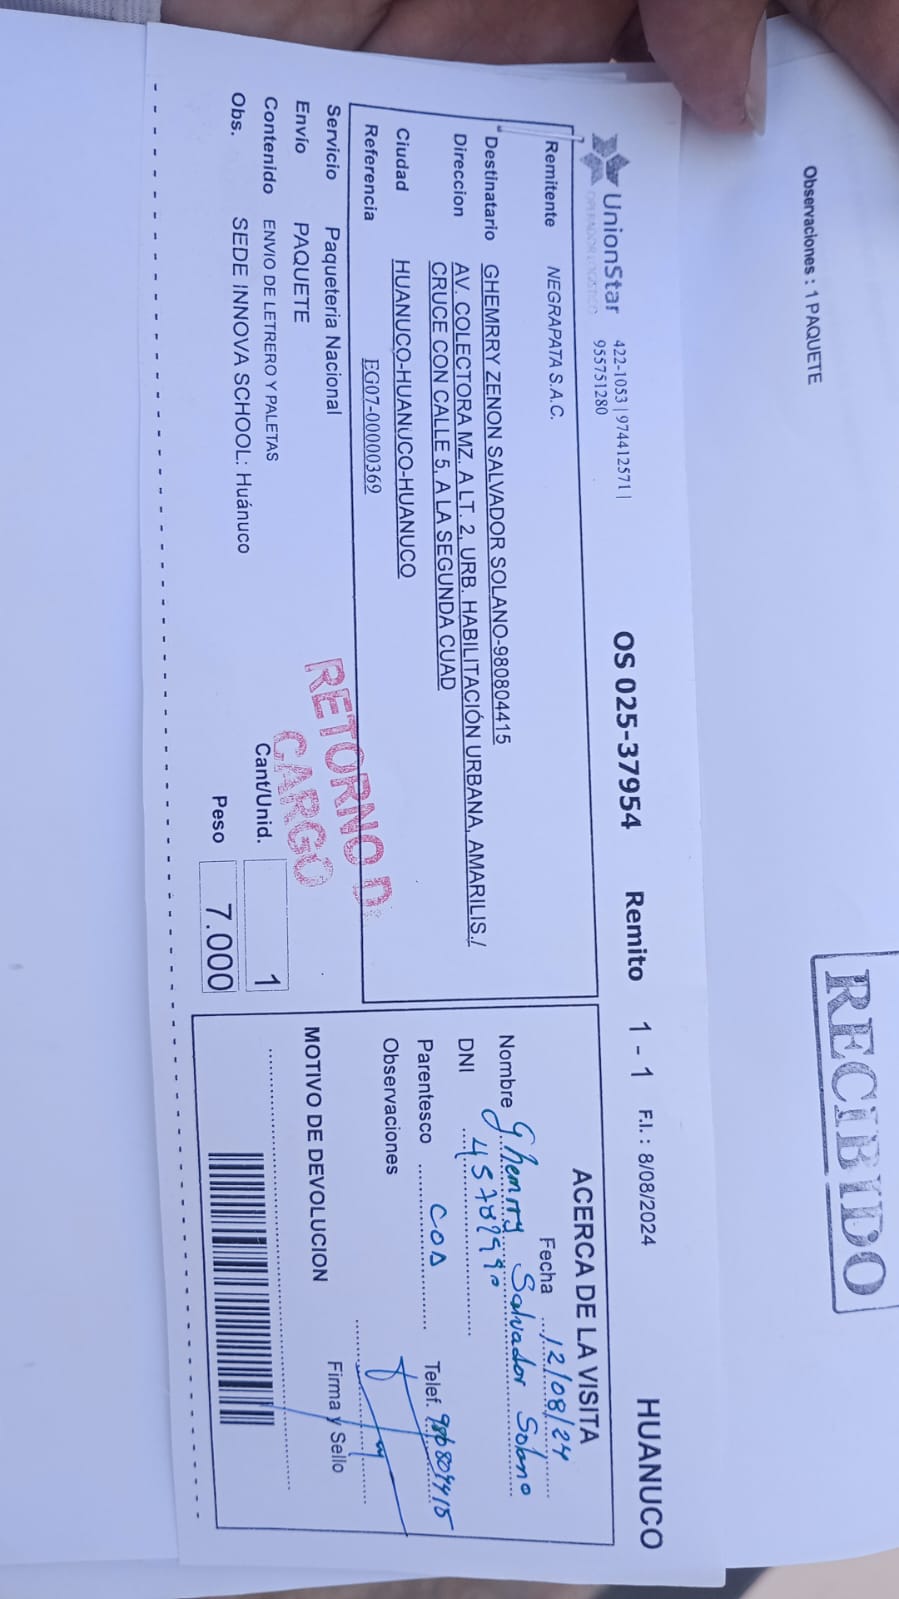 Observaciones : 1 PAQUETE
RECIBIDO
UnionStar
OPERADOR LOGISTICO
422-1053 | 974412571 |
955751280
OS 025-37954 Remito 1 - 1 F.I. : 8/08/2024 HUANUCO
Remitente NEGRAPATA S.A.C.
Destinatario GHEMRRY ZENON SALVADOR SOLANO-980804415
Direccion AV. COLECTORA MZ. A LT. 2, URB. HABILITACIÓN URBANA, AMARILIS./
CRUCE CON CALLE 5, A LA SEGUNDA CUAD
Ciudad HUANUCO-HUANUCO-HUANUCO
Referencia EG07-00000369
Servicio Paqueteria Nacional
Envío PAQUETE
Contenido ENVIO DE LETRERO Y PALETAS
Obs. SEDE INNOVA SCHOOL: Huánuco
RETORNO D
CARGO
Cant/Unid. 1
Peso 7.000
ACERCA DE LA VISITA
Fecha 12/08/24
Nombre Ghemrry Salvador Solano
DNI
Parentesco Telef. 980804415
Observaciones
Firma y Sello
MOTIVO DE DEVOLUCION